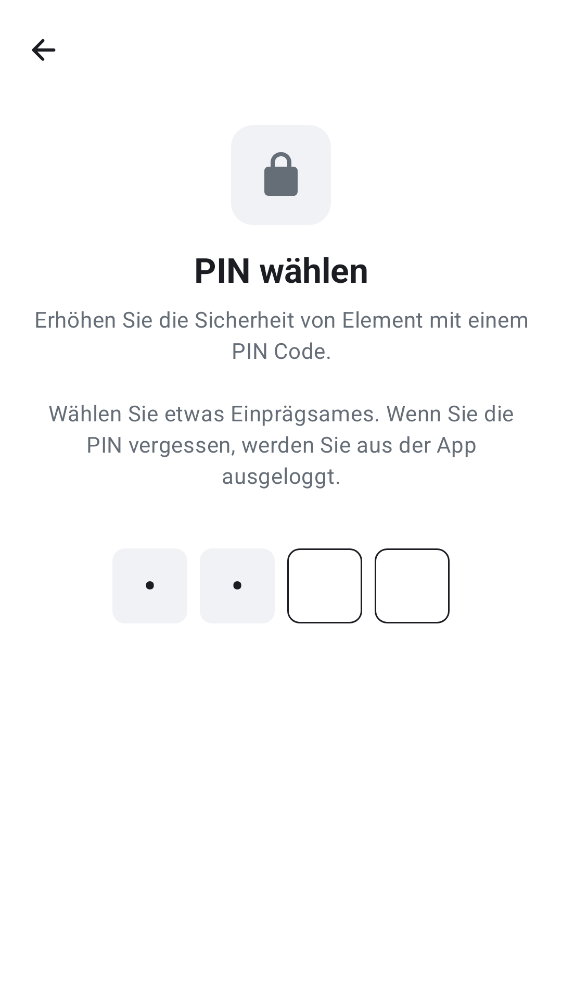 PIN wählen
Erhöhen Sie die Sicherheit von Element mit einem
PIN Code.
Wählen Sie etwas Einprägsames. Wenn Sie die
PIN vergessen, werden Sie aus der App
ausgeloggt.